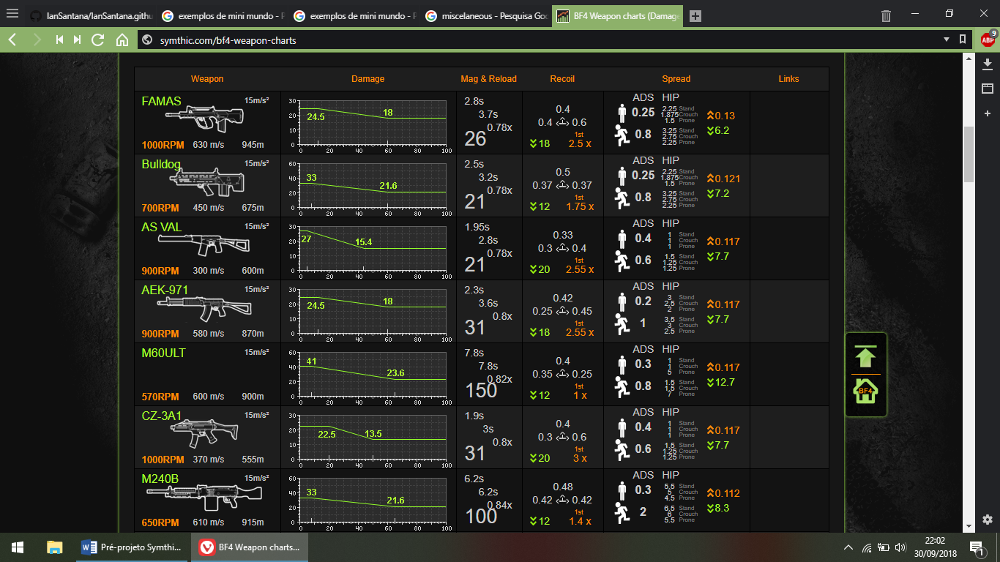 IanSantana/IanSantana.githu
exemplos de mini mundo - P
exemplos de mini mundo - P
miscelaneous - Pesquisa Goo
BF4 Weapon charts (Damage
symthic.com/bf4-weapon-charts
ABP
9
Weapon Damage Mag & Reload Recoil Spread Links
FAMAS 15m/s²
1000RPM 630 m/s 945m
30 20 10 0
24.5 18
20 40 60 80 100
2.8s
3.7s
0.78x
26
0.4
0.4 0.6
1st
18 2.5 x
ADS HIP
0.25 2.25 Stand
1.875 Crouch
1.5 Prone
0.8 3.25 Stand
2.75 Crouch
2.25 Prone
0.13
6.2
Bulldog 15m/s²
700RPM 450 m/s 675m
60 40 20 0
33 21.6
20 40 60 80 100
2.5s
3.2s
0.78x
21
0.5
0.37 0.37
1st
12 1.75 x
ADS HIP
0.25 2.25 Stand
1.875 Crouch
1.5 Prone
0.8 3.25 Stand
2.75 Crouch
2.25 Prone
0.121
7.2
AS VAL 15m/s²
900RPM 300 m/s 600m
30 20 10 0
27 15.4
20 40 60 80 100
1.95s
2.8s
0.78x
21
0.33
0.3 0.4
1st
20 2.55 x
ADS HIP
0.4 1 Stand
1 Crouch
1 Prone
0.6 1.5 Stand
1.25 Crouch
1.25 Prone
0.117
7.7
AEK-971 15m/s²
900RPM 580 m/s 870m
30 20 10 0
24.5 18
20 40 60 80 100
2.3s
3.6s
0.8x
31
0.42
0.25 0.45
1st
18 2.55 x
ADS HIP
0.2 3 Stand
2.5 Crouch
2 Prone
1 3.5 Stand
3 Crouch
2.5 Prone
0.117
7.7
M60ULT 15m/s²
570RPM 600 m/s 900m
60 40 20 0
41 23.6
20 40 60 80 100
7.8s
7.8s
0.82x
150
0.4
0.35 0.25
1st
12 1 x
ADS HIP
0.3 1 Stand
1 Crouch
5 Prone
0.8 1.5 Stand
1.5 Crouch
7 Prone
0.117
12.7
CZ-3A1 15m/s²
1000RPM 370 m/s 555m
30 20 10 0
22.5 13.5
20 40 60 80 100
1.9s
3s
0.8x
31
0.4
0.3 0.6
1st
20 3 x
ADS HIP
0.4 1 Stand
1 Crouch
1 Prone
0.6 1.5 Stand
1.25 Crouch
1.25 Prone
0.117
7.7
M240B 15m/s²
650RPM 610 m/s 915m
60 40 20 0
33 21.6
20 40 60 80 100
6.2s
6.2s
0.84x
100
0.48
0.42 0.42
1st
12 1.4 x
ADS HIP
0.3 5.5 Stand
5 Crouch
4.5 Prone
2 6.5 Stand
6 Crouch
5.5 Prone
0.112
8.3
BF4
Pré-projeto Symthi...
BF4 Weapon charts...
22:02
30/09/2018
1